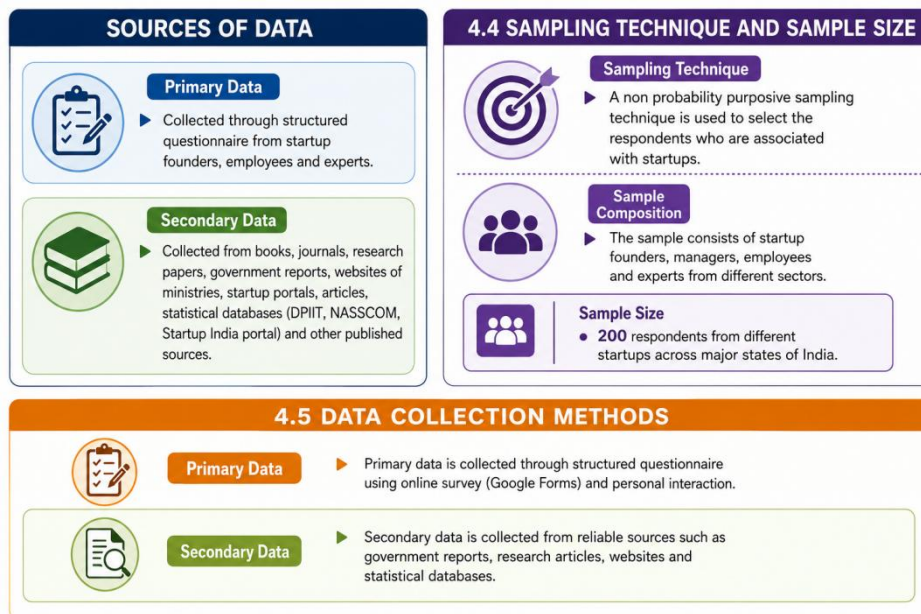 SOURCES OF DATA
Primary Data
▶ Collected through structured
questionnaire from startup
founders, employees and experts.
Secondary Data
▶ Collected from books, journals, research
papers, government reports, websites of
ministries, startup portals, articles,
statistical databases (DPIIT, NASSCOM,
Startup India portal) and other published
sources.
4.4 SAMPLING TECHNIQUE AND SAMPLE SIZE
Sampling Technique
▶ A non probability purposive sampling
technique is used to select the
respondents who are associated
with startups.
Sample
Composition
▶ The sample consists of startup
founders, managers, employees
and experts from different sectors.
Sample Size
• 200 respondents from different
startups across major states of India.
4.5 DATA COLLECTION METHODS
Primary Data
▶ Primary data is collected through structured questionnaire
using online survey (Google Forms) and personal interaction.
Secondary Data
▶ Secondary data is collected from reliable sources such as
government reports, research articles, websites and
statistical databases.